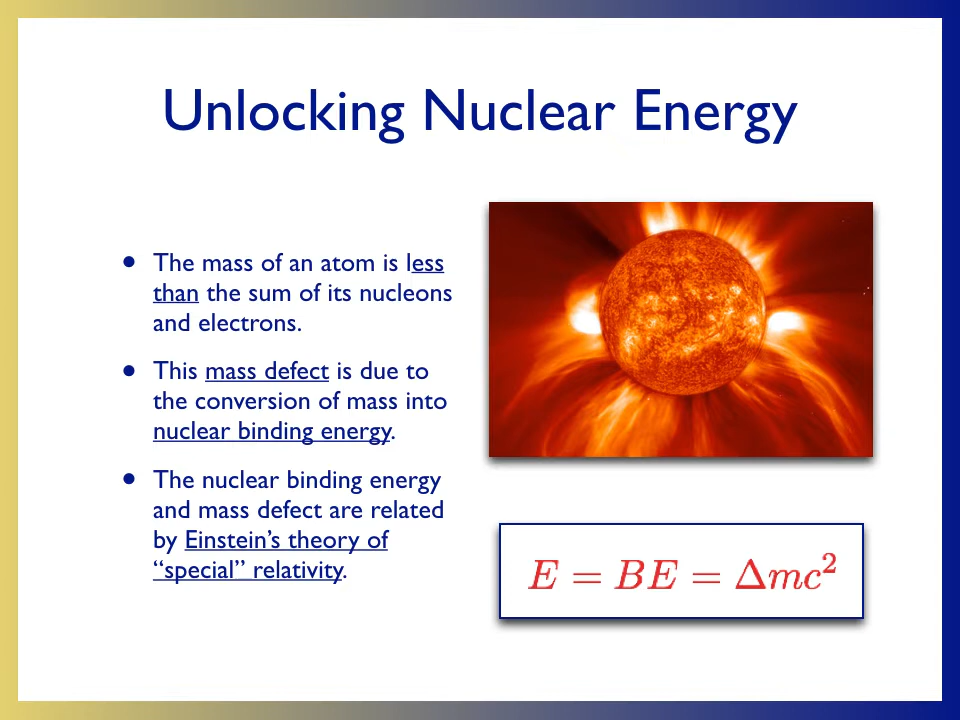 Unlocking Nuclear Energy
• The mass of an atom is less
than the sum of its nucleons
and electrons.
• This mass defect is due to
the conversion of mass into
nuclear binding energy.
• The nuclear binding energy
and mass defect are related
by Einstein’s theory of
“special” relativity.
E = BE = Δmc²